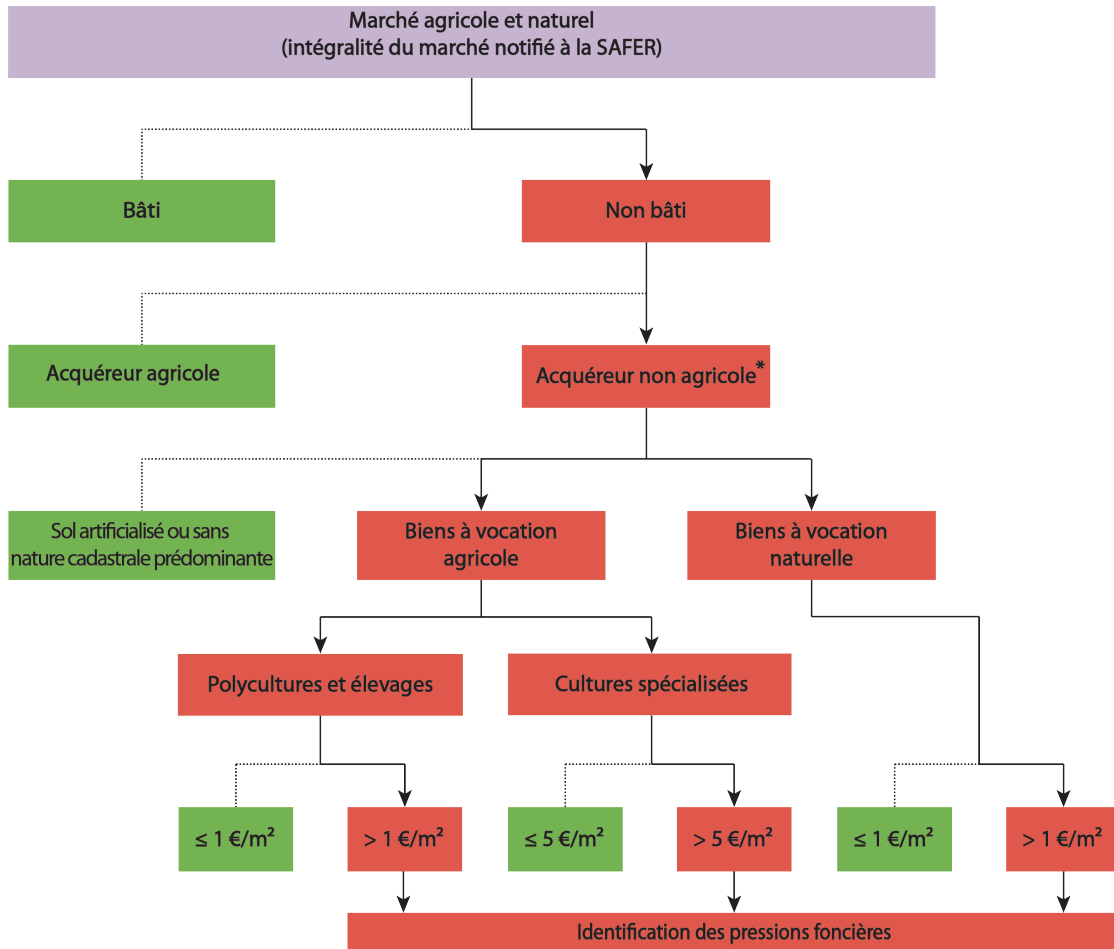 Marché agricole et naturel
(intégralité du marché notifié à la SAFER)
Bâti
Non bâti
Acquéreur agricole
Acquéreur non agricole*
Sol artificialisé ou sans
nature cadastrale prédominante
Biens à vocation
agricole
Biens à vocation
naturelle
Polycultures et élevages
Cultures spécialisées
≤ 1 €/m²
> 1 €/m²
≤ 5 €/m²
> 5 €/m²
≤ 1 €/m²
> 1 €/m²
Identification des pressions foncières